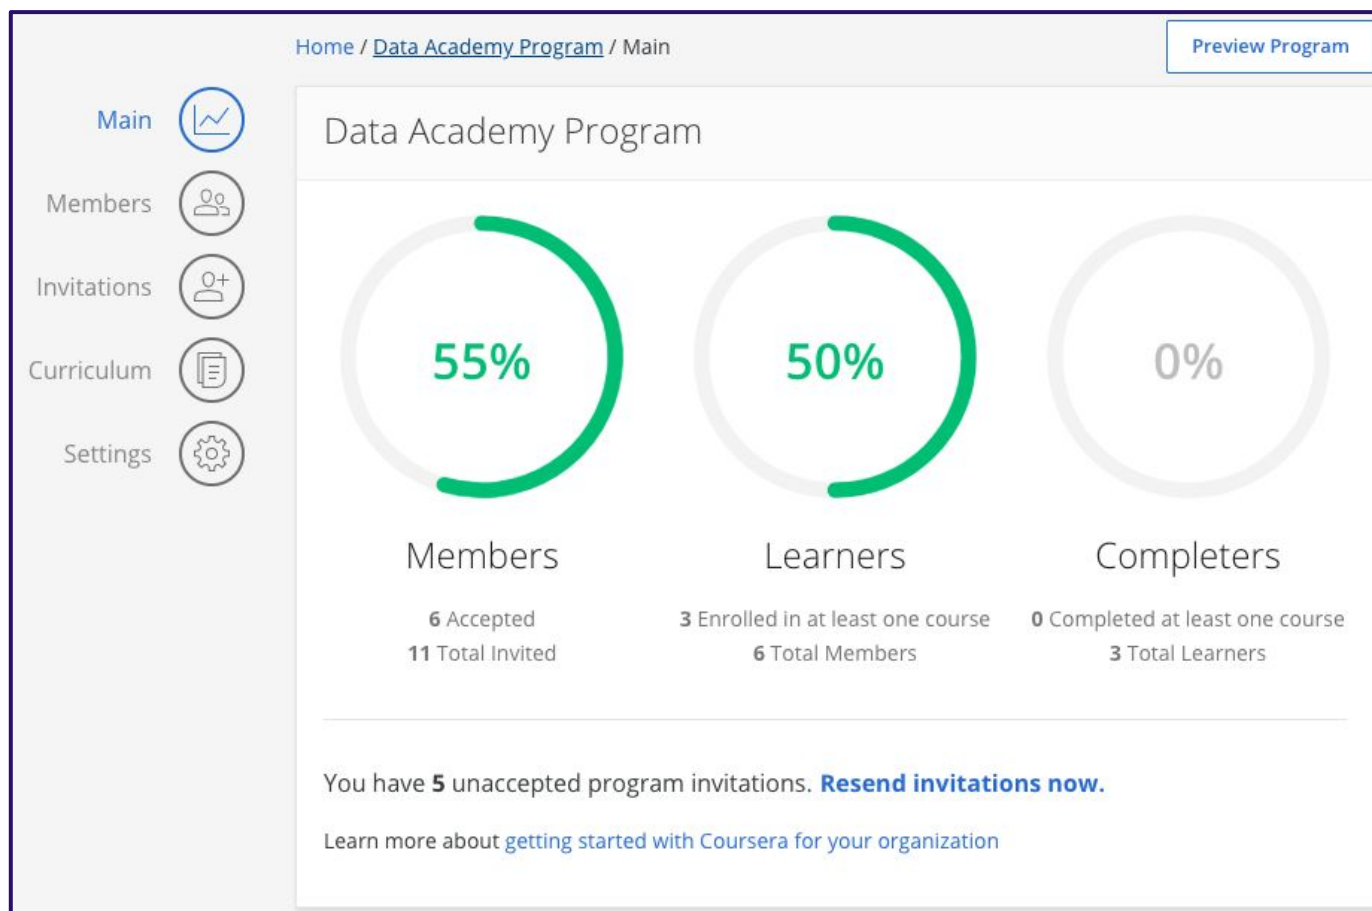 Home / Data Academy Program / Main
Preview Program
Main
Members
Invitations
Curriculum
Settings
Data Academy Program
55%
50%
0%
Members
6 Accepted
11 Total Invited
Learners
3 Enrolled in at least one course
6 Total Members
Completers
0 Completed at least one course
3 Total Learners
You have 5 unaccepted program invitations. Resend invitations now.
Learn more about getting started with Coursera for your organization